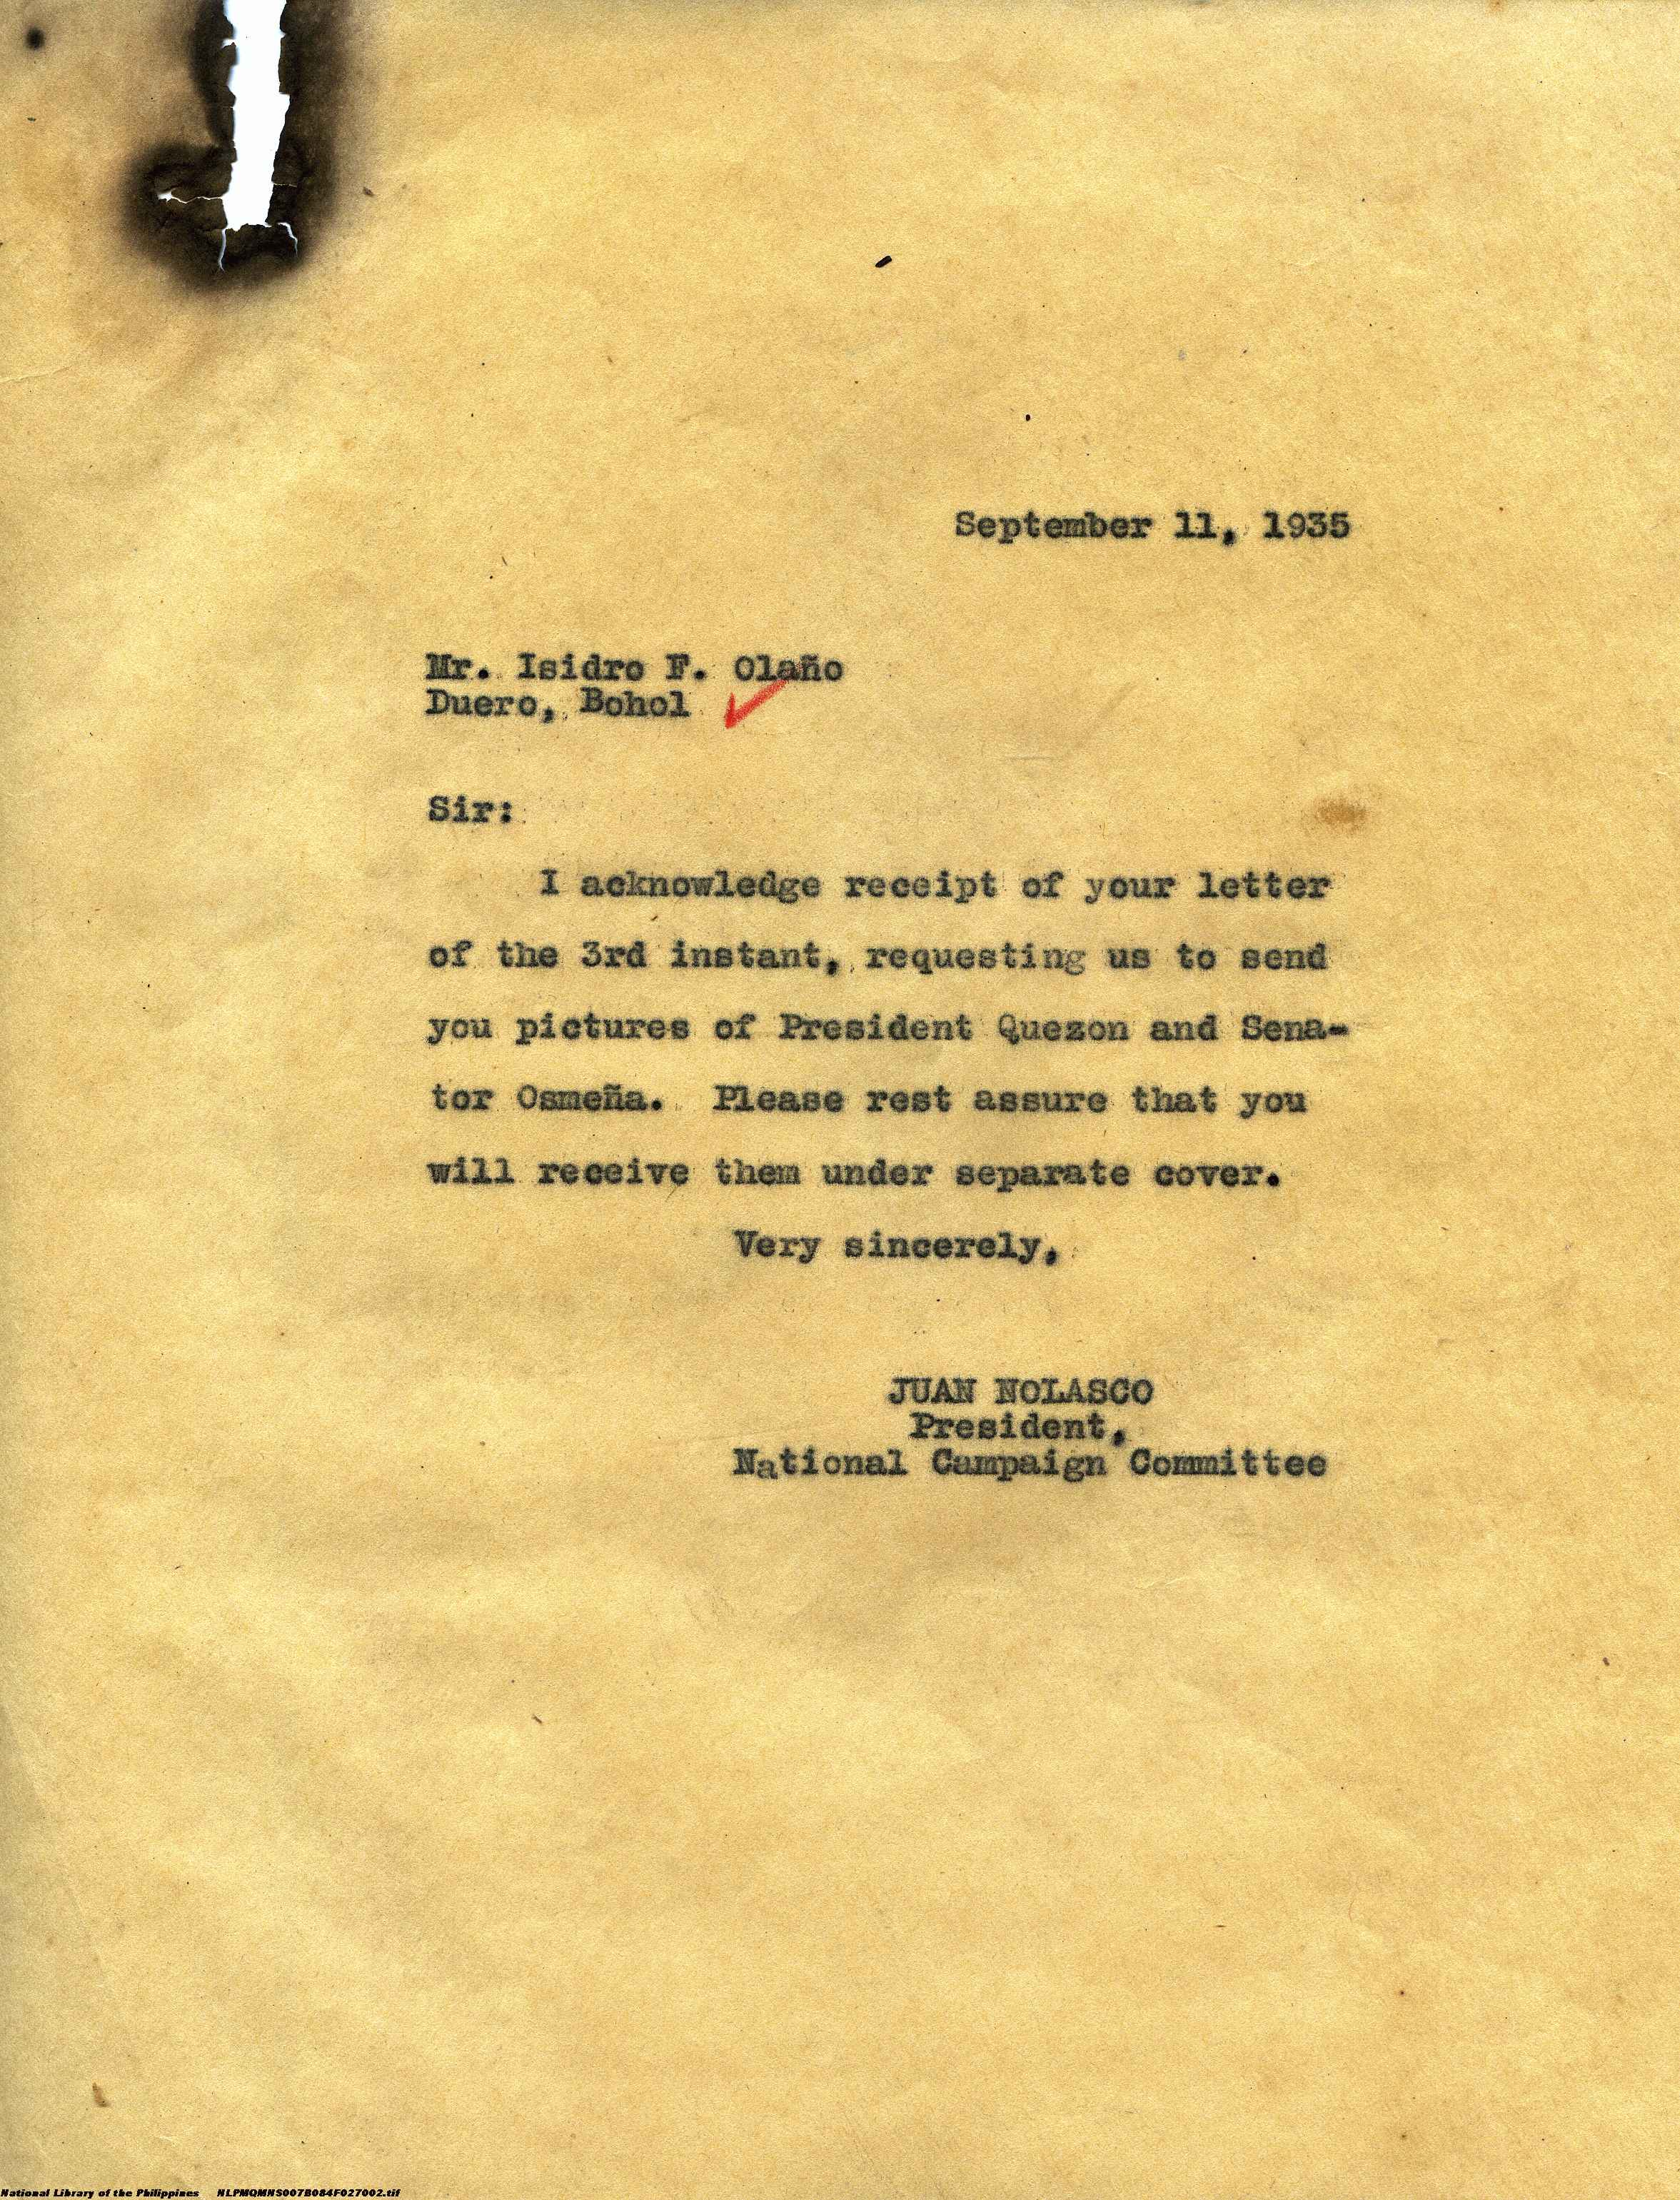 September 11, 1935
Mr. Isidro F. Olaño
Duero, Bohol
Sir:
I acknowledge receipt of your letter
of the 3rd instant, requesting us to send
you pictures of President Quezon and Sena-
tor Osmeña. Please rest assure that you
will receive them under separate cover.
Very sincerely,
JUAN NOLASCO
President,
National Campaign Committee
National Library of the Philippines NLPMQMNS007B084F027002.tif